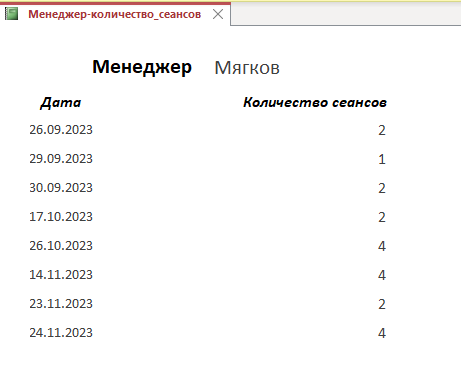 Менеджер-количество_сеансов
Менеджер Мягков
Дата Количество сеансов
26.09.2023 2
29.09.2023 1
30.09.2023 2
17.10.2023 2
26.10.2023 4
14.11.2023 4
23.11.2023 2
24.11.2023 4